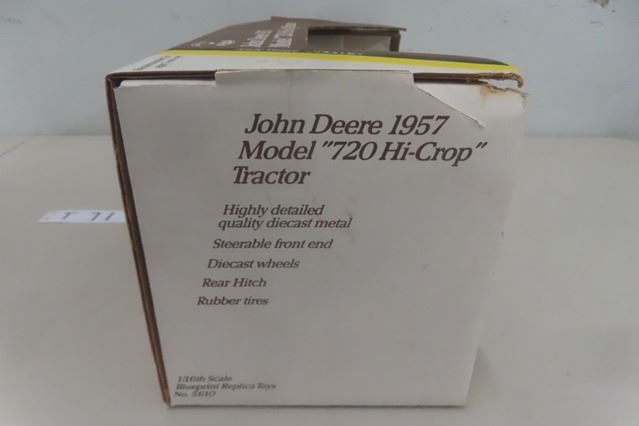 John Deere 1957
Model "720 Hi-Crop"
Tractor
Highly detailed
quality diecast metal
Steerable front end
Diecast wheels
Rear Hitch
Rubber tires
1/16th Scale
Blueprint Replica Toys
No. 5610
T 71